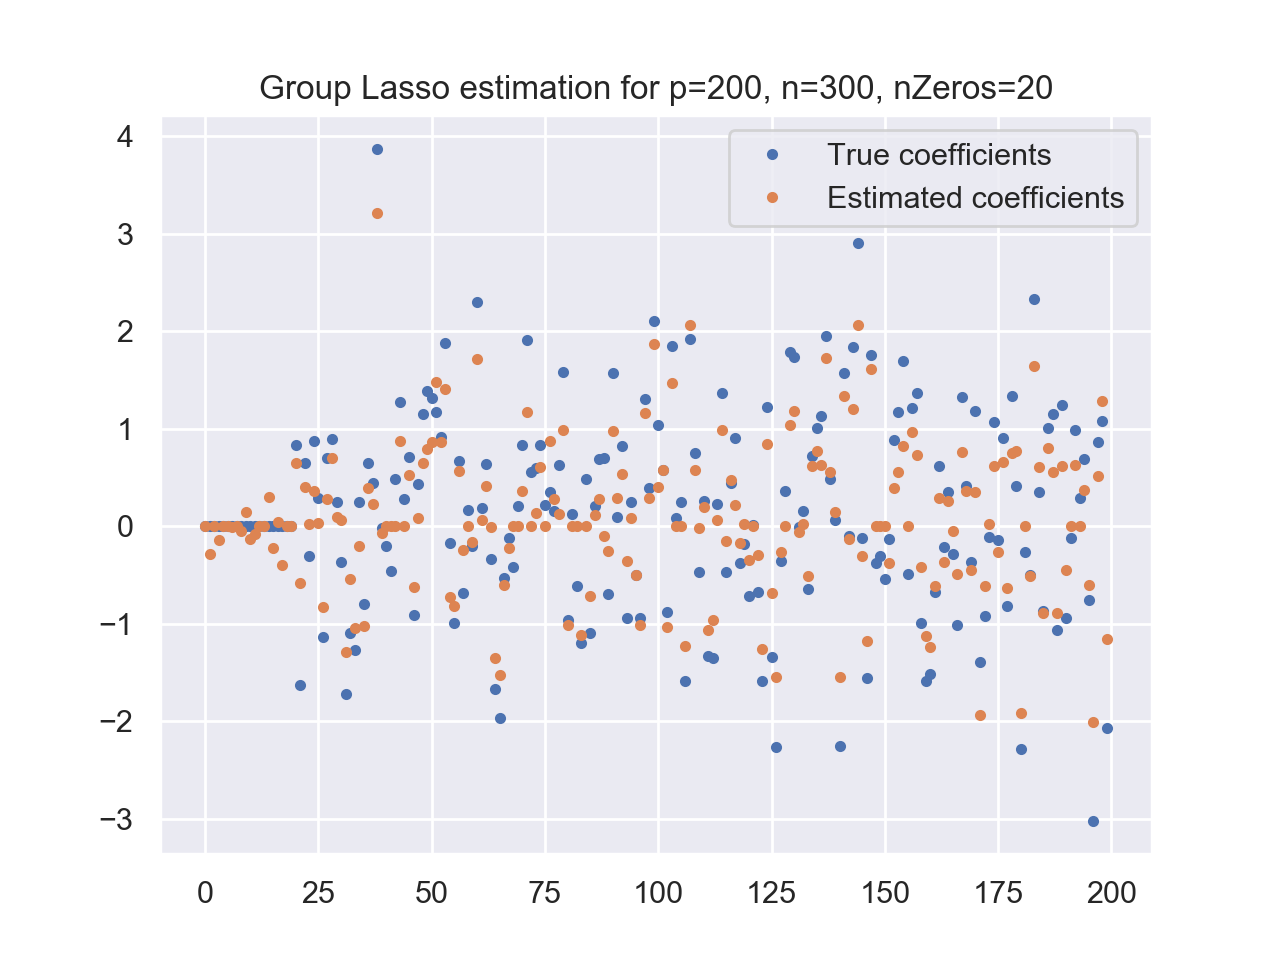 Group Lasso estimation for p=200, n=300, nZeros=20
True coefficients
Estimated coefficients
4
3
2
1
0
−1
−2
−3
0 25 50 75 100 125 150 175 200